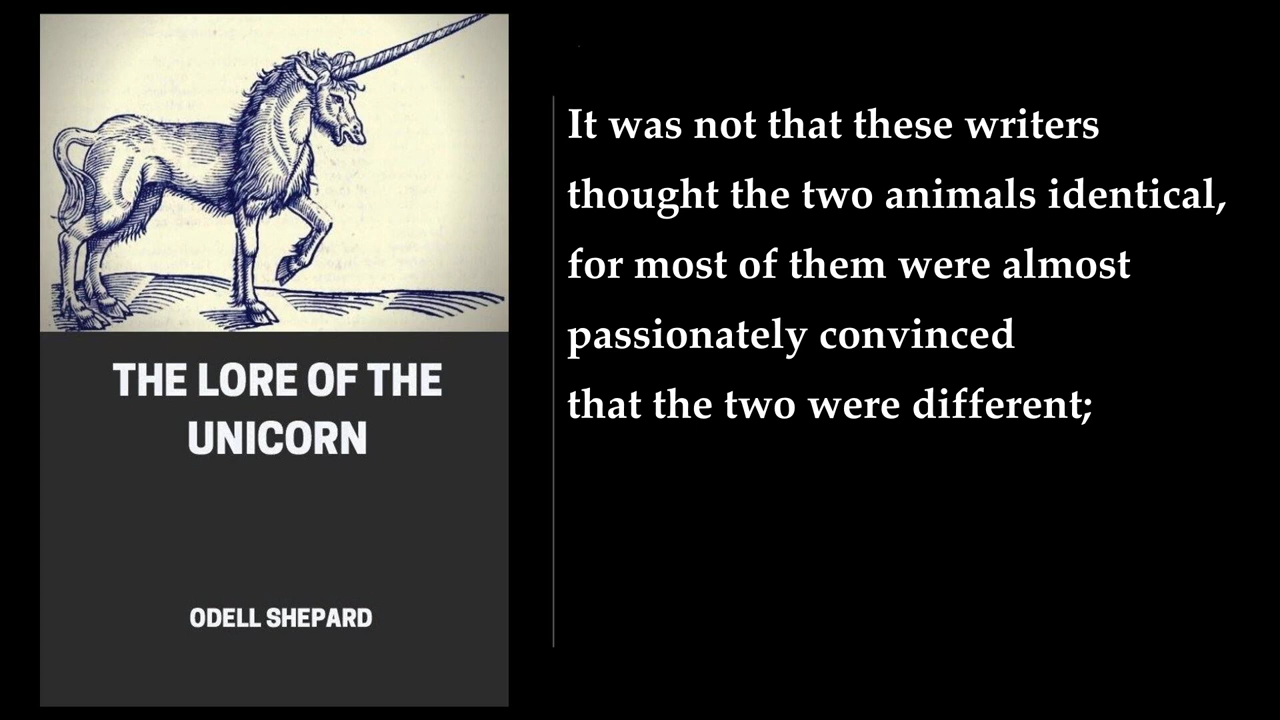 THE LORE OF THE
UNICORN
ODELL SHEPARD
It was not that these writers
thought the two animals identical,
for most of them were almost
passionately convinced
that the two were different;